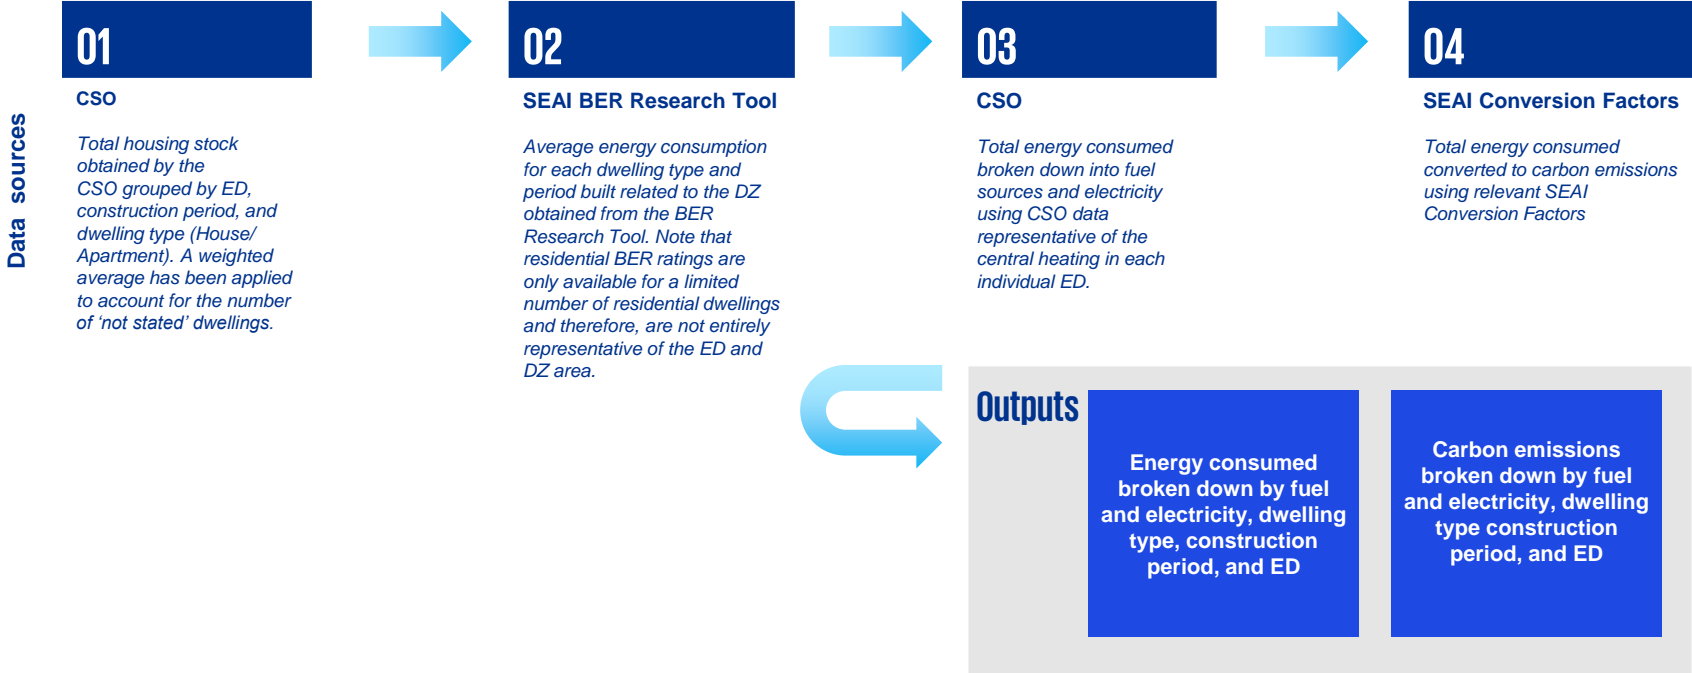 Data sources
01
CSO
Total housing stock
obtained by the
CSO grouped by ED,
construction period, and
dwelling type (House/
Apartment). A weighted
average has been applied
to account for the number
of ‘not stated’ dwellings.
02
SEAI BER Research Tool
Average energy consumption
for each dwelling type and
period built related to the DZ
obtained from the BER
Research Tool. Note that
residential BER ratings are
only available for a limited
number of residential dwellings
and therefore, are not entirely
representative of the ED and
DZ area.
03
CSO
Total energy consumed
broken down into fuel
sources and electricity
using CSO data
representative of the
central heating in each
individual ED.
04
SEAI Conversion Factors
Total energy consumed
converted to carbon emissions
using relevant SEAI
Conversion Factors
Outputs
Energy consumed
broken down by fuel
and electricity, dwelling
type, construction
period, and ED
Carbon emissions
broken down by fuel
and electricity, dwelling
type construction
period, and ED